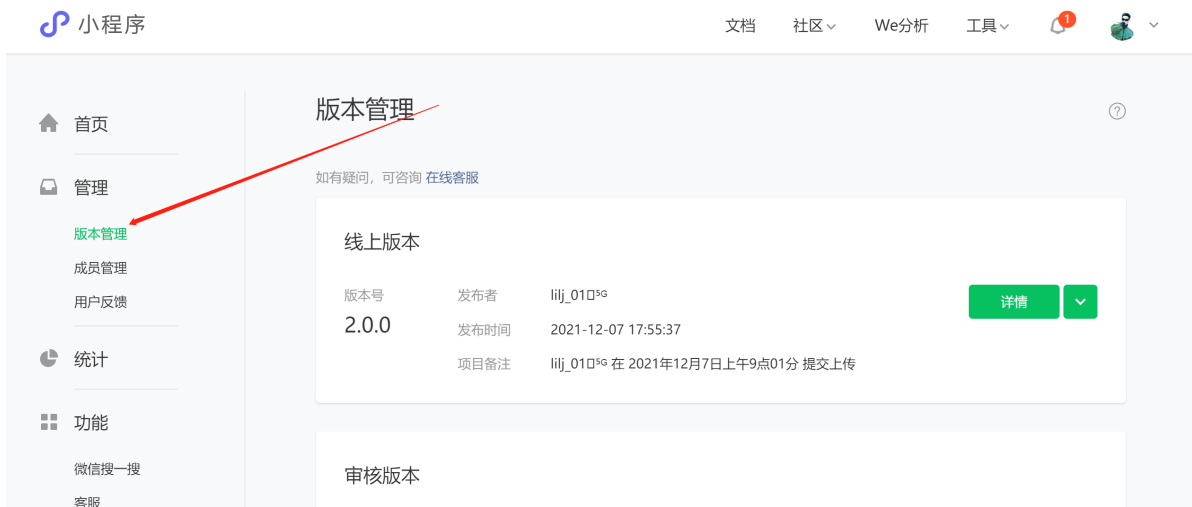 小程序
文档
社区
We分析
工具
1
首页
管理
版本管理
成员管理
用户反馈
统计
功能
微信搜一搜
客服
版本管理
如有疑问，可咨询 在线客服
线上版本
版本号
2.0.0
发布者 lilj_01▯⁵ᴳ
发布时间 2021-12-07 17:55:37
项目备注 lilj_01▯⁵ᴳ 在 2021年12月7日上午9点01分 提交上传
详情
审核版本